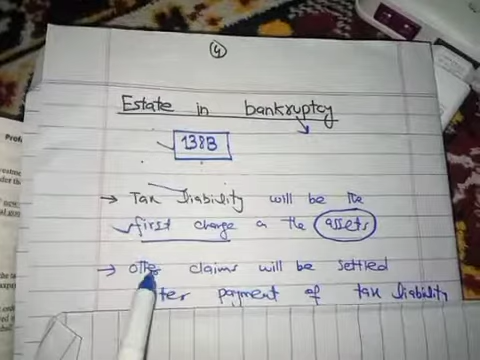 4
Estate in bankruptcy
138B
→ Tax liability will be the
first charge on the assets
→ other claims will be settled
payment of tax liability